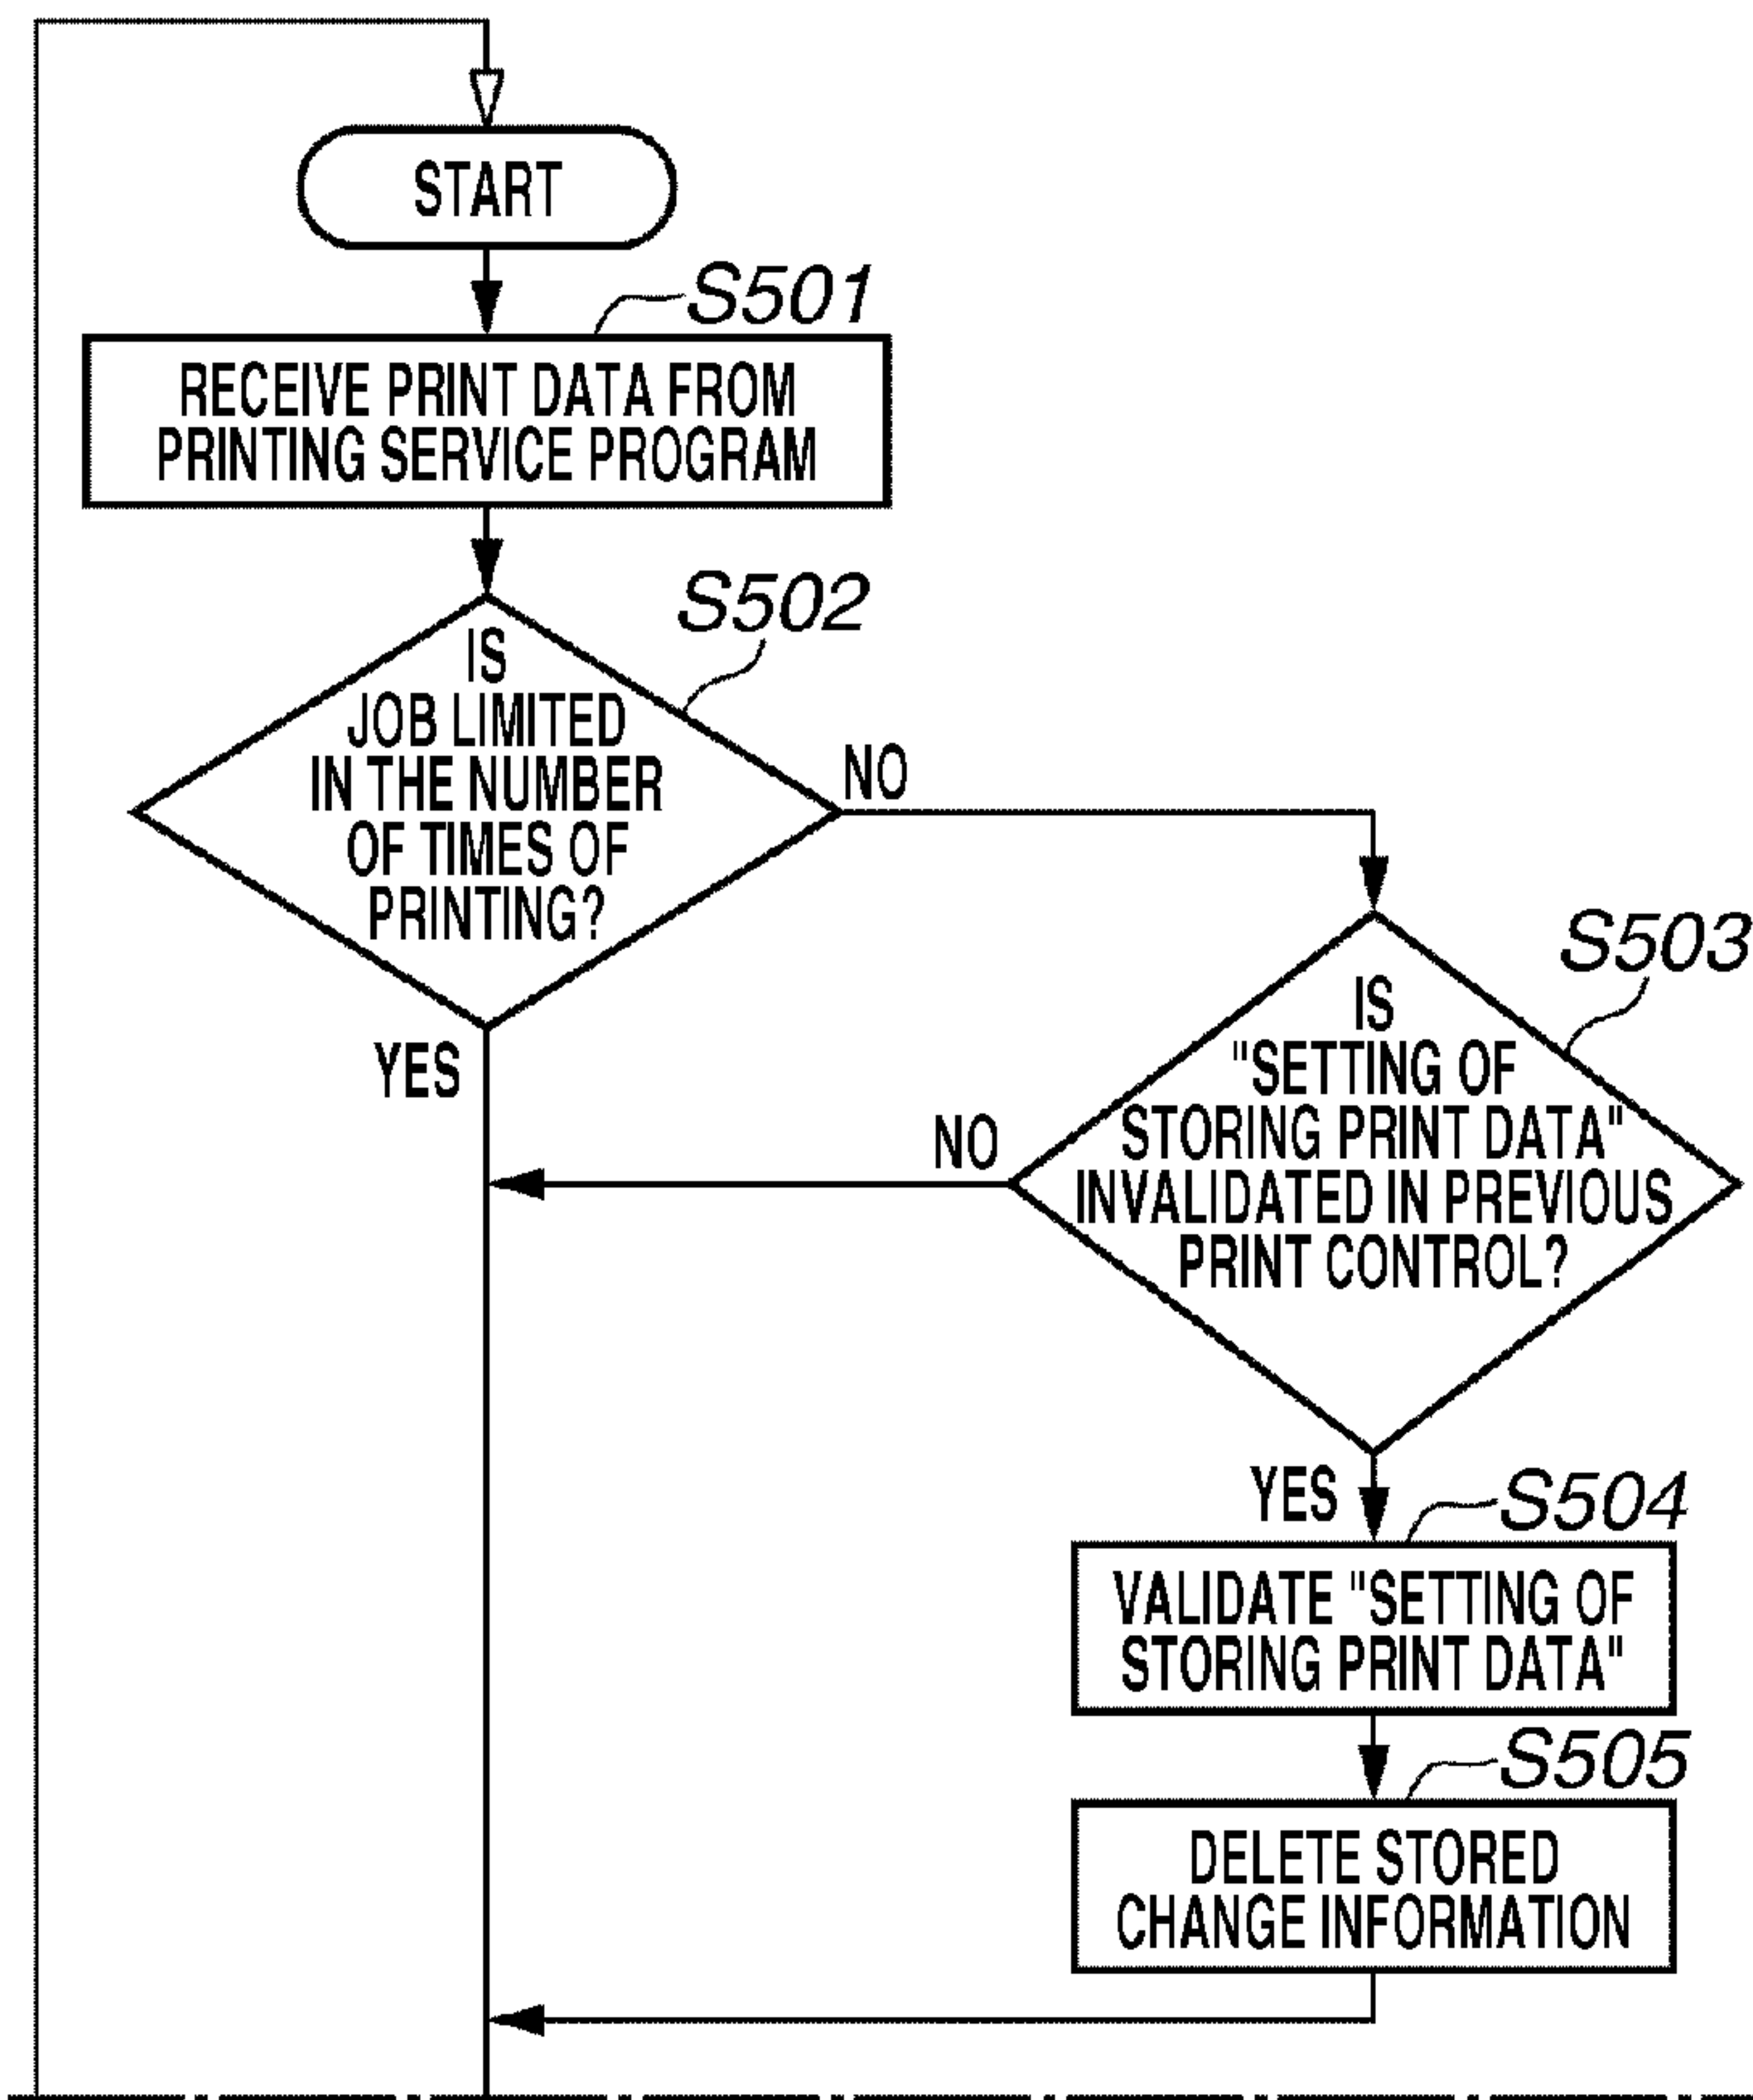 START
S501
RECEIVE PRINT DATA FROM
PRINTING SERVICE PROGRAM
S502
IS
JOB LIMITED
IN THE NUMBER
OF TIMES OF
PRINTING?
NO
YES
S503
IS
"SETTING OF
STORING PRINT DATA"
INVALIDATED IN PREVIOUS
PRINT CONTROL?
NO
YES
S504
VALIDATE "SETTING OF
STORING PRINT DATA"
S505
DELETE STORED
CHANGE INFORMATION